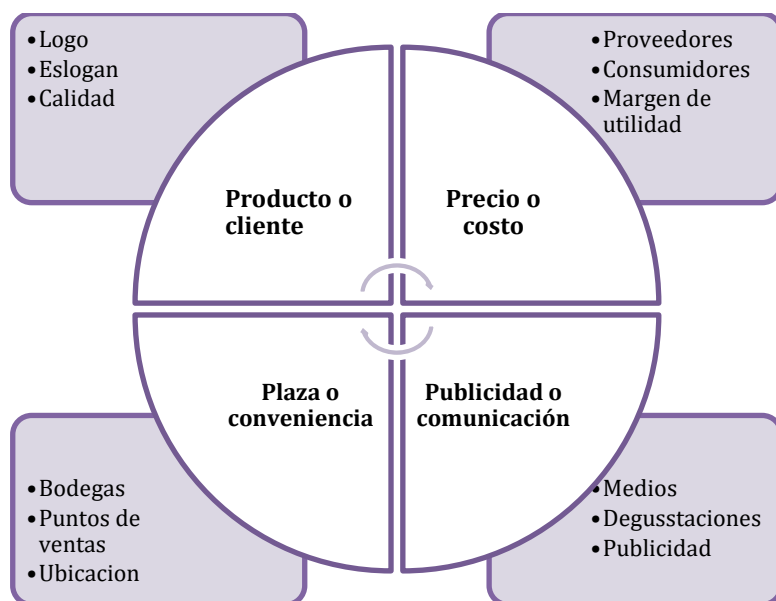 •Logo
•Eslogan
•Calidad
•Proveedores
•Consumidores
•Margen de
utilidad
Producto o
cliente
Precio o
costo
Plaza o
conveniencia
Publicidad o
comunicación
•Bodegas
•Puntos de
ventas
•Ubicacion
•Medios
•Degusstaciones
•Publicidad